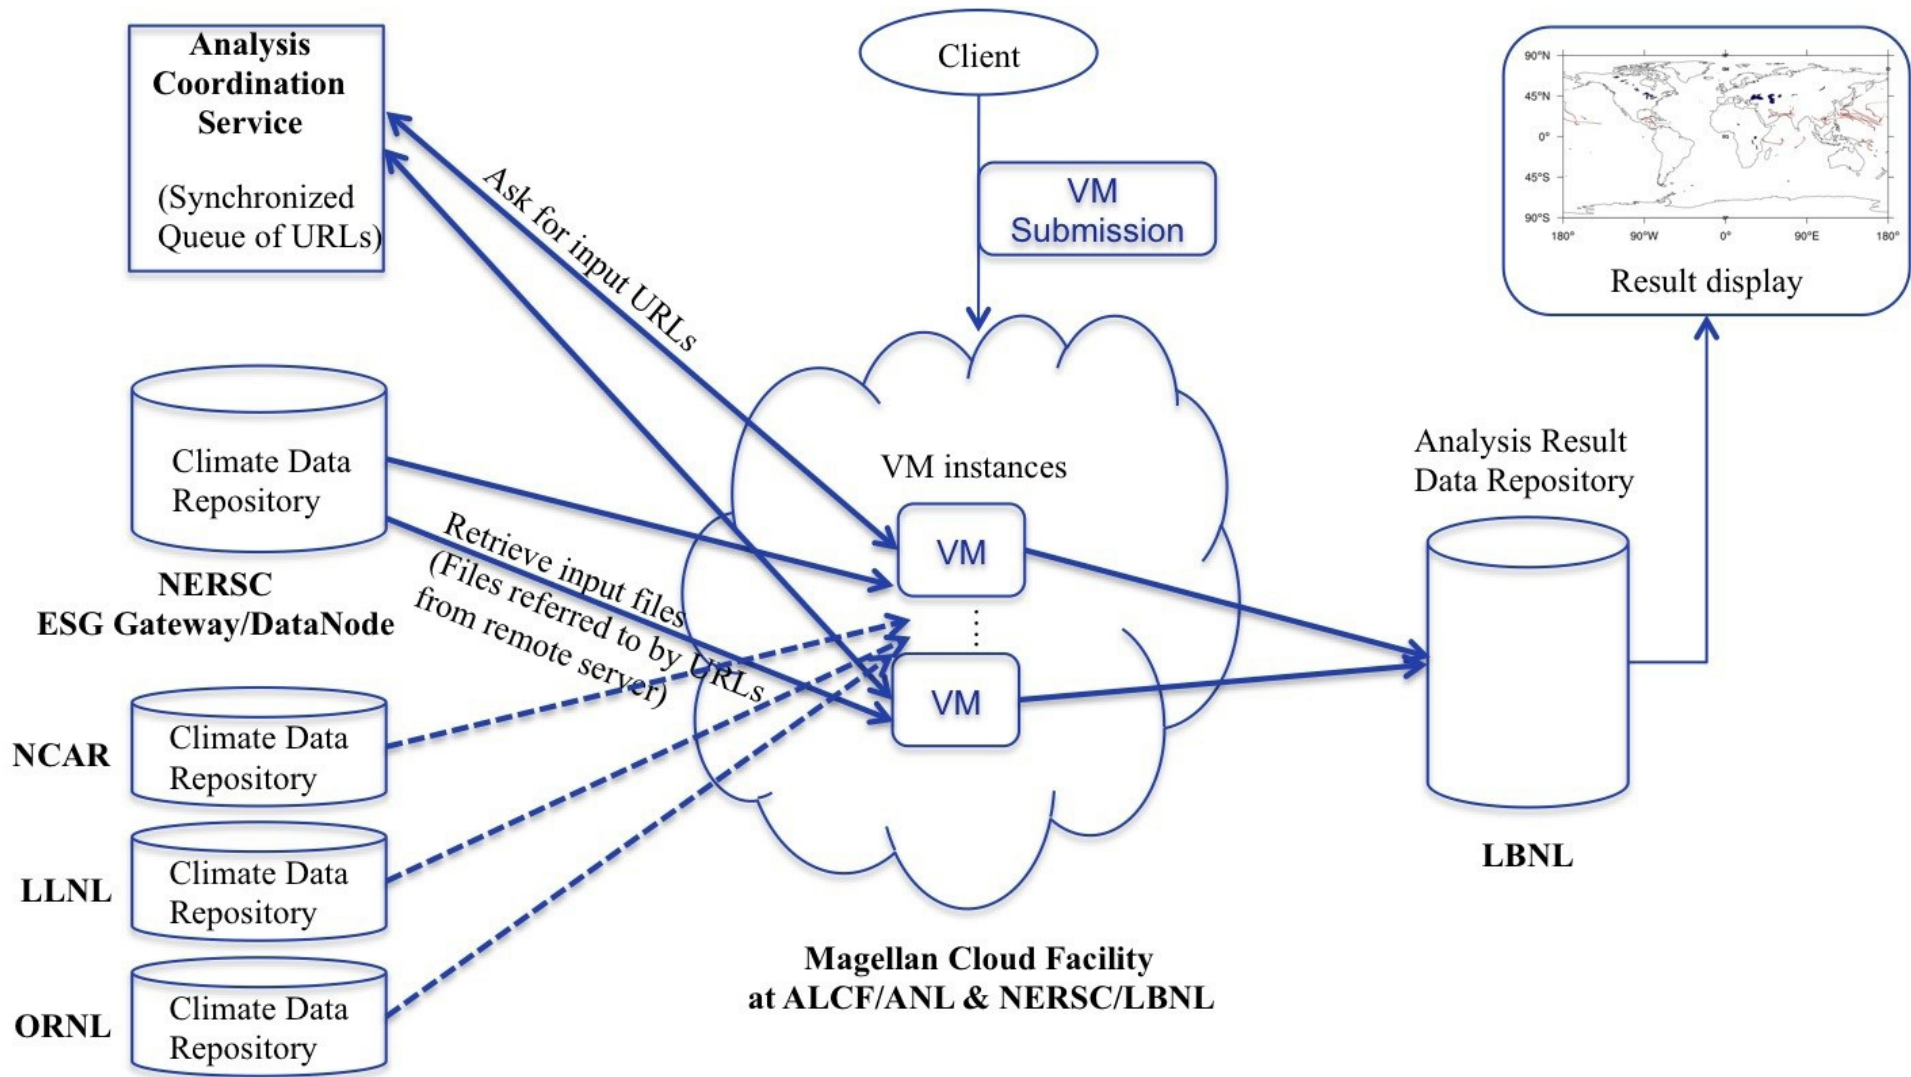 Analysis
Coordination
Service
(Synchronized
Queue of URLs)
Client
VM
Submission
90°N
45°N
0°
45°S
90°S
180°
90°W
0°
90°E
180°
Result display
Ask for input URLs
Climate Data
Repository
NERSC
ESG Gateway/DataNode
Retrieve input files
(Files referred to by URLs
from remote server)
VM instances
VM
VM
Analysis Result
Data Repository
LBNL
NCAR
Climate Data
Repository
LLNL
Climate Data
Repository
ORNL
Climate Data
Repository
Magellan Cloud Facility
at ALCF/ANL & NERSC/LBNL